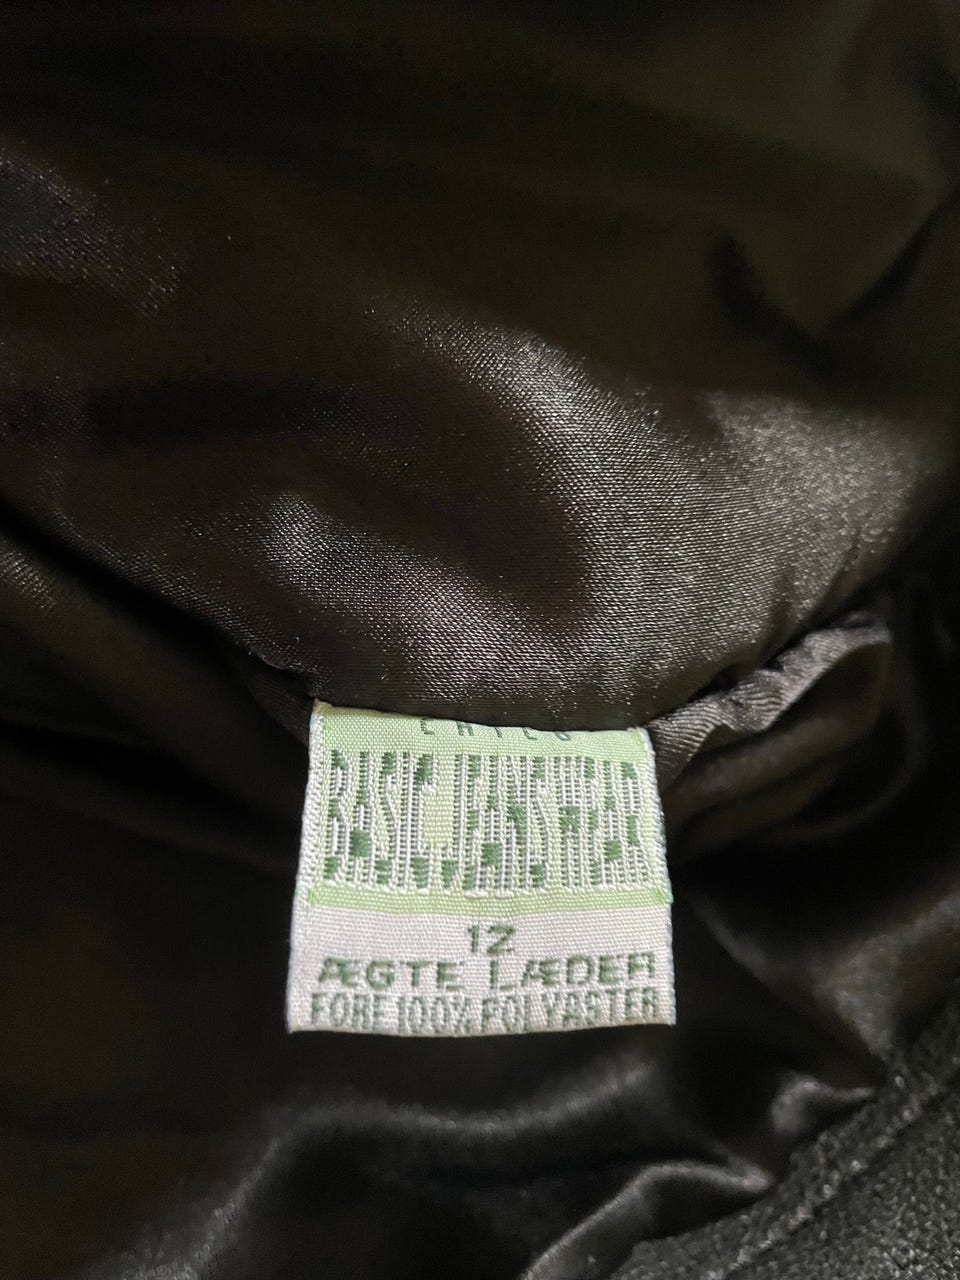 BASIC JEANSWEAR
12
ÆGTE LÆDER
FORE 100% POLYASTER